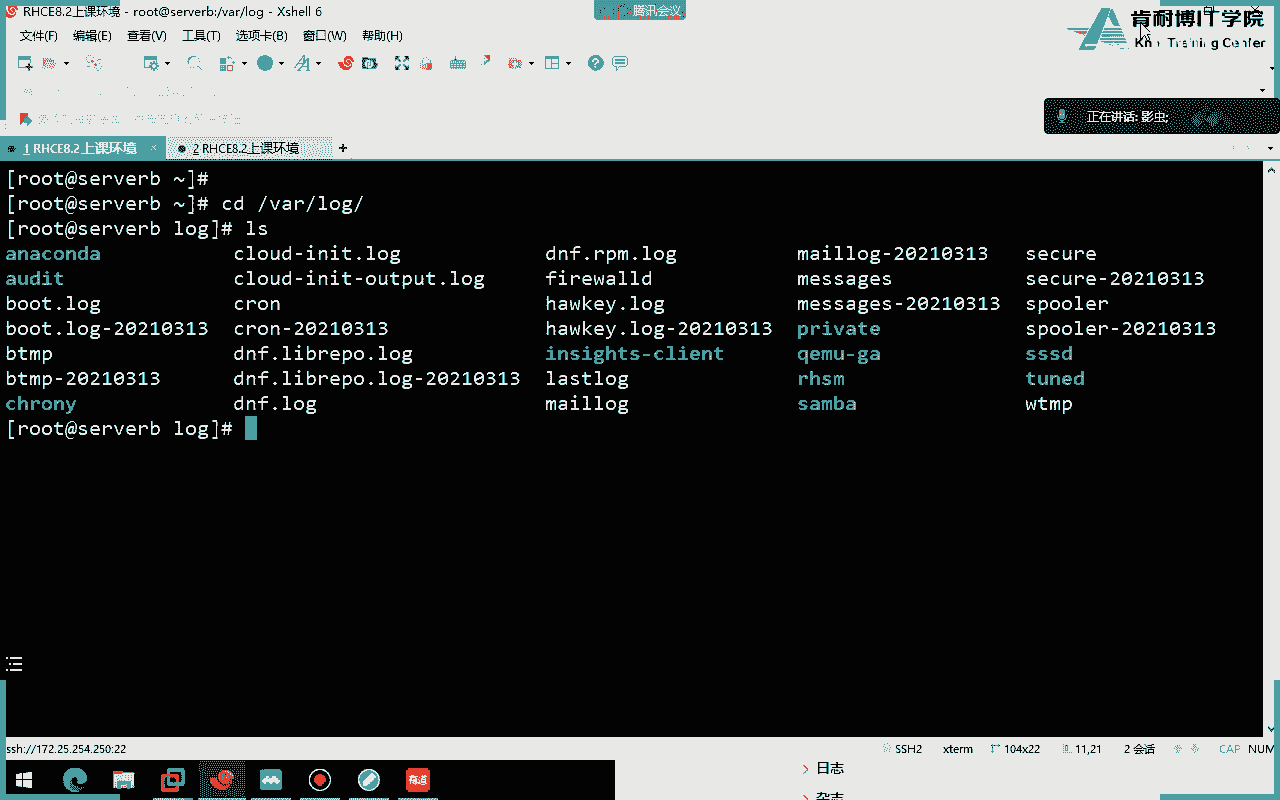 RHCE8.2上课环境 - root@serverb:/var/log - Xshell 6
腾讯会议
肯耐博IT学院
Training Center
文件(F) 编辑(E) 查看(V) 工具(T) 选项卡(B) 窗口(W) 帮助(H)
正在讲话: 影虫;
1 RHCE8.2上课环境 × 2 RHCE8.2上课环境 +
[root@serverb ~]#
[root@serverb ~]# cd /var/log/
[root@serverb log]# ls
anaconda cloud-init.log dnf.rpm.log maillog-20210313 secure
audit cloud-init-output.log firewalld messages secure-20210313
boot.log cron hawkey.log messages-20210313 spooler
boot.log-20210313 cron-20210313 hawkey.log-20210313 private spooler-20210313
btmp dnf.librepo.log insights-client qemu-ga sssd
btmp-20210313 dnf.librepo.log-20210313 lastlog rhsm tuned
chrony dnf.log maillog samba wtmp
[root@serverb log]#
ssh://172.25.254.250:22 SSH2 xterm 104x22 11,21 2 会话 CAP NUM
> 日志
> 杂志